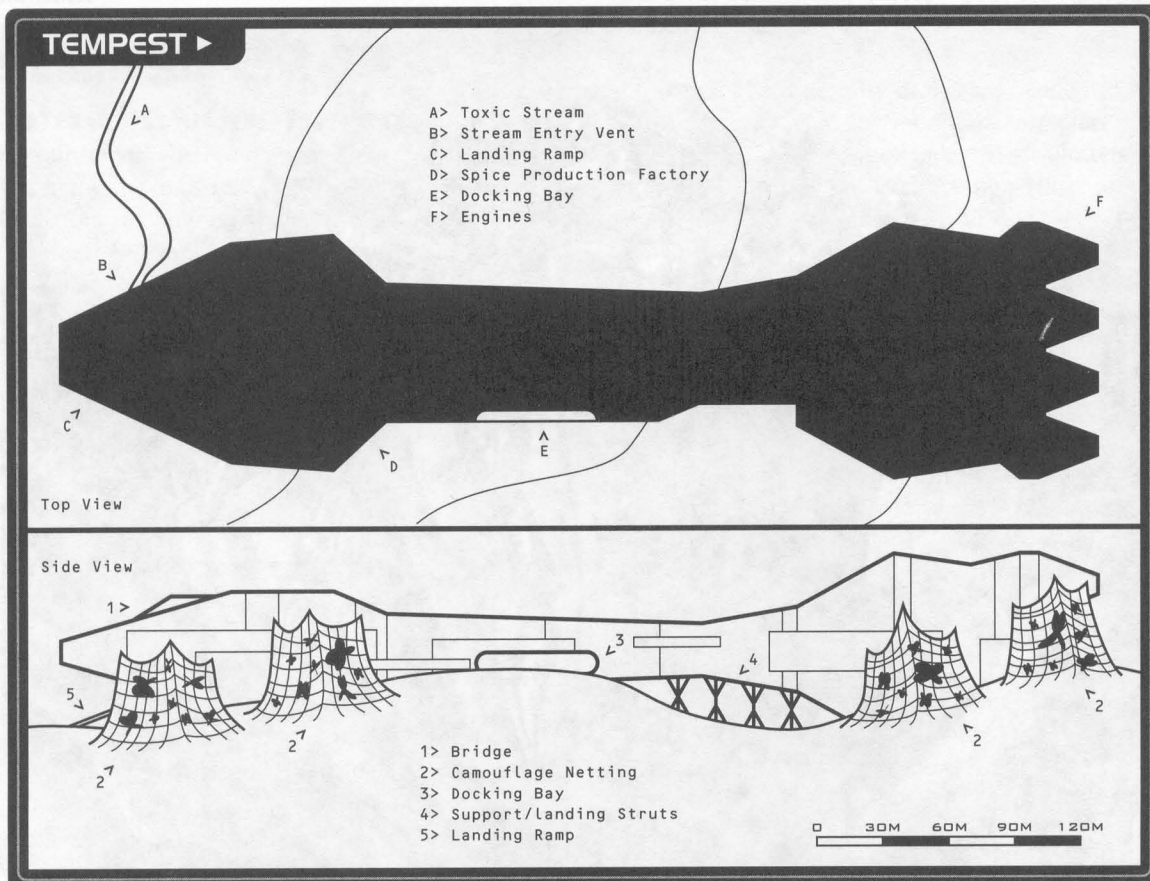 TEMPEST ►
A> Toxic Stream
B> Stream Entry Vent
C> Landing Ramp
D> Spice Production Factory
E> Docking Bay
F> Engines
A
F
B
C
D
E
Top View
Side View
1>
3
4
5
2
2
2
2
1> Bridge
2> Camouflage Netting
3> Docking Bay
4> Support/landing Struts
5> Landing Ramp
0 30M 60M 90M 120M